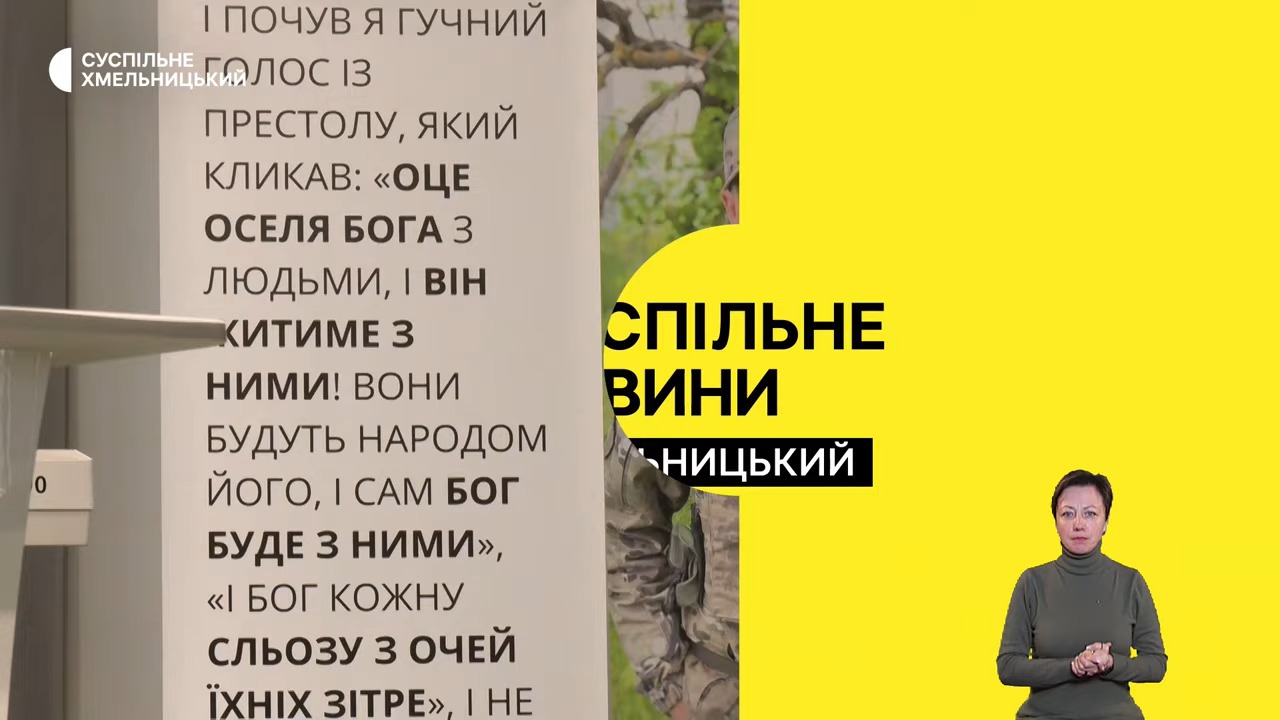 СУСПІЛЬНЕ
ХМЕЛЬНИЦЬКИЙ
І ПОЧУВ Я ГУЧНИЙ
ГОЛОС ІЗ
ПРЕСТОЛУ, ЯКИЙ
КЛИКАВ: «ОЦЕ
ОСЕЛЯ БОГА З
ЛЮДЬМИ, І ВІН
ЖИТИМЕ З
НИМИ! ВОНИ
БУДУТЬ НАРОДОМ
ЙОГО, І САМ БОГ
БУДЕ З НИМИ»,
«І БОГ КОЖНУ
СЛЬОЗУ З ОЧЕЙ
ЇХНІХ ЗІТРЕ», І НЕ
СПІЛЬНЕ
ВИНИ
ЬНИЦЬКИЙ